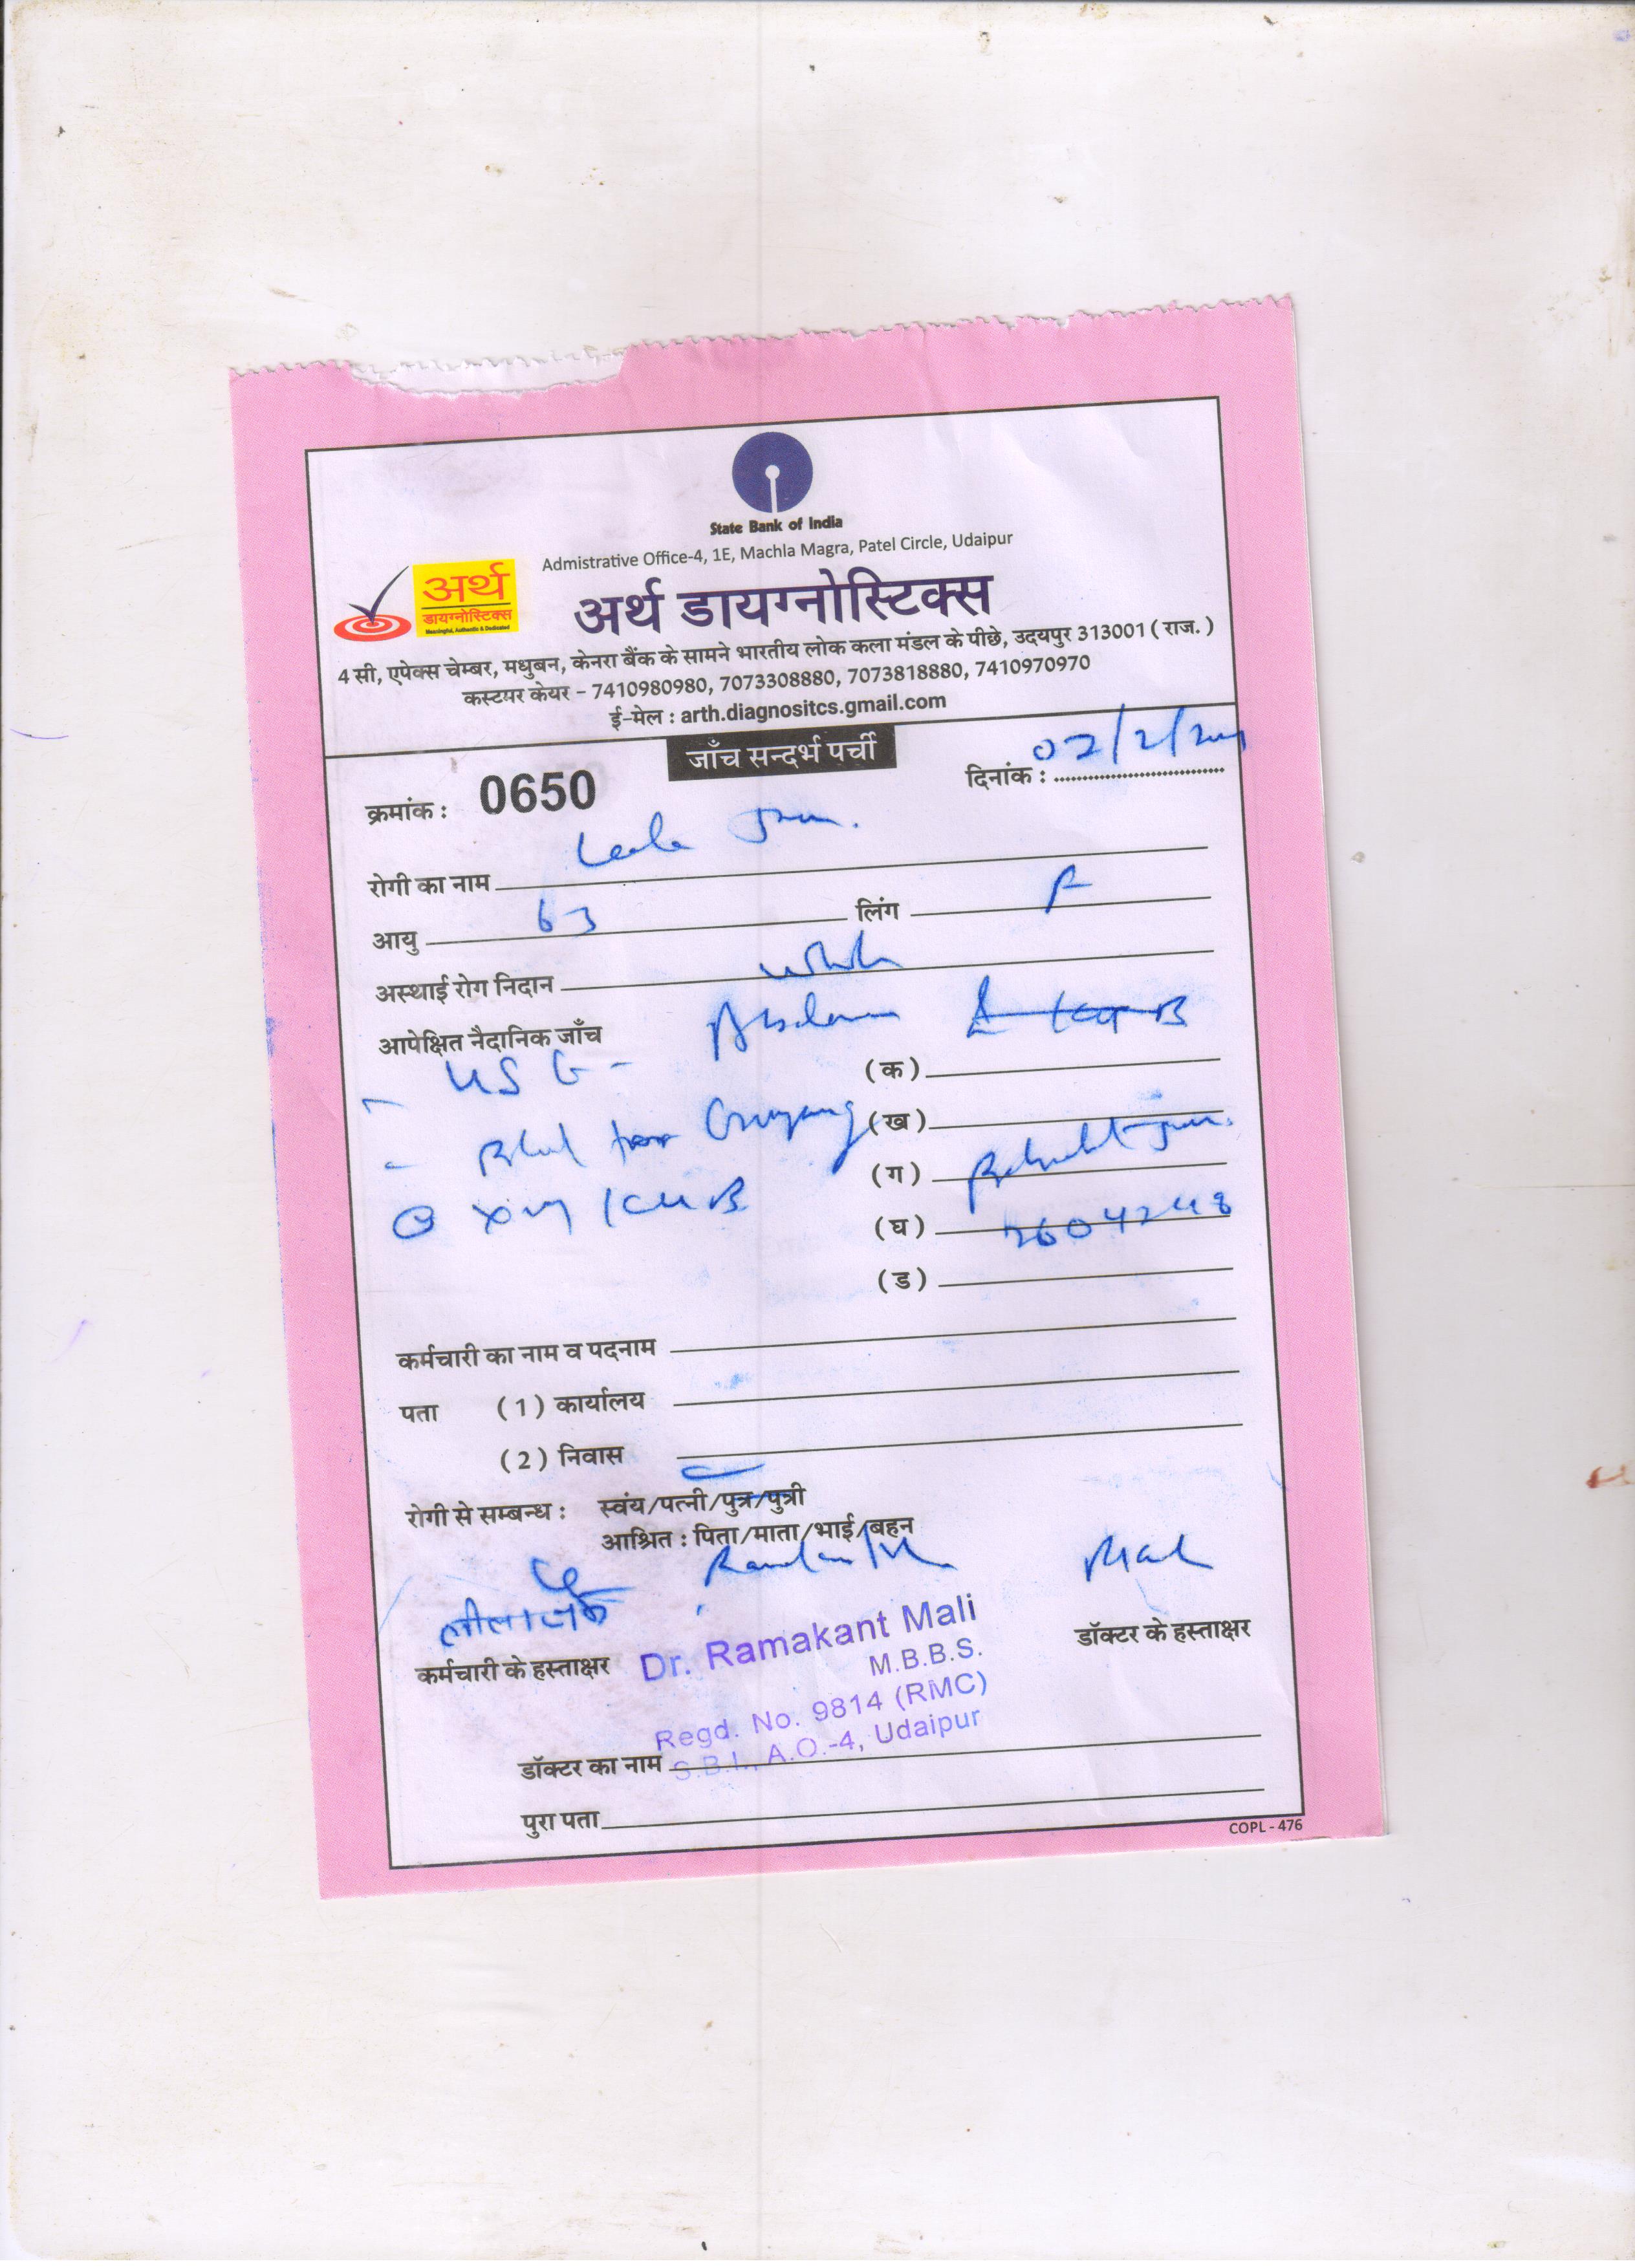 State Bank of India
Admistrative Office-4, 1E, Machla Magra, Patel Circle, Udaipur
अर्थ
डायग्नोस्टिक्स
Meaningful, Authentic & Dedicated
अर्थ डायग्नोस्टिक्स
4 सी, एपेक्स चेम्बर, मधुबन, केनरा बैंक के सामने भारतीय लोक कला मंडल के पीछे, उदयपुर 313001 ( राज. )
कस्टमर केयर – 7410980980, 7073308880, 7073818880, 7410970970
ई-मेल : arth.diagnositcs.gmail.com
जाँच सन्दर्भ पर्ची
क्रमांक : 0650
दिनांक :
रोगी का नाम
आयु 63 लिंग F
अस्थाई रोग निदान
आपेक्षित नैदानिक जाँच
- USG -
(क)
(ख)
(ग)
(घ) 2604248
(ड)
कर्मचारी का नाम व पदनाम
पता (1) कार्यालय
(2) निवास
रोगी से सम्बन्ध : स्वंय/पत्नी/पुत्र/पुत्री
आश्रित : पिता/माता/भाई/बहन
कर्मचारी के हस्ताक्षर
डॉक्टर के हस्ताक्षर
Dr. Ramakant Mali
M.B.B.S.
Regd. No. 9814 (RMC)
S.B.I., A.O.-4, Udaipur
डॉक्टर का नाम
पुरा पता
COPL - 476